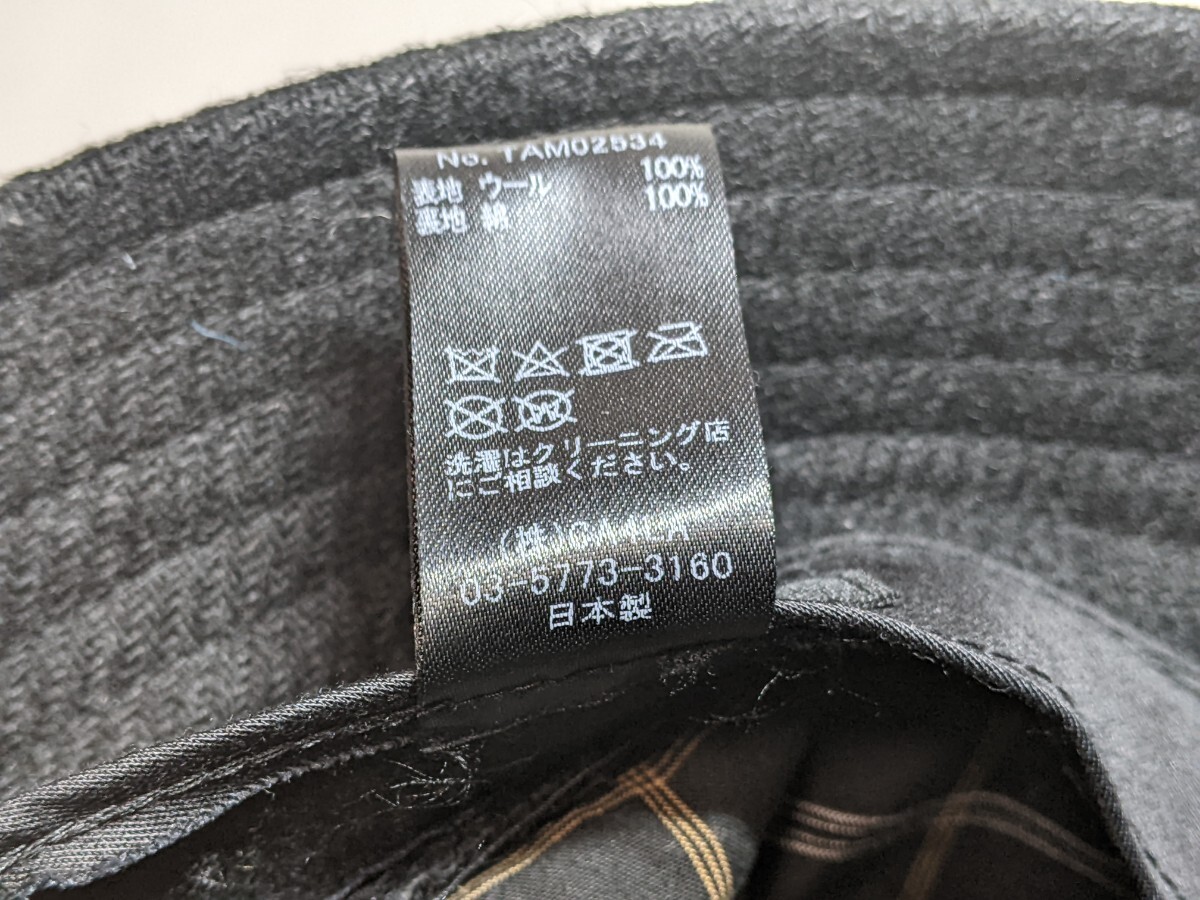 No. TAM02534
表地 ウール 100%
裏地 綿 100%
洗濯はクリーニング店
にご相談ください。
(株)
03-5773-3160
日本製